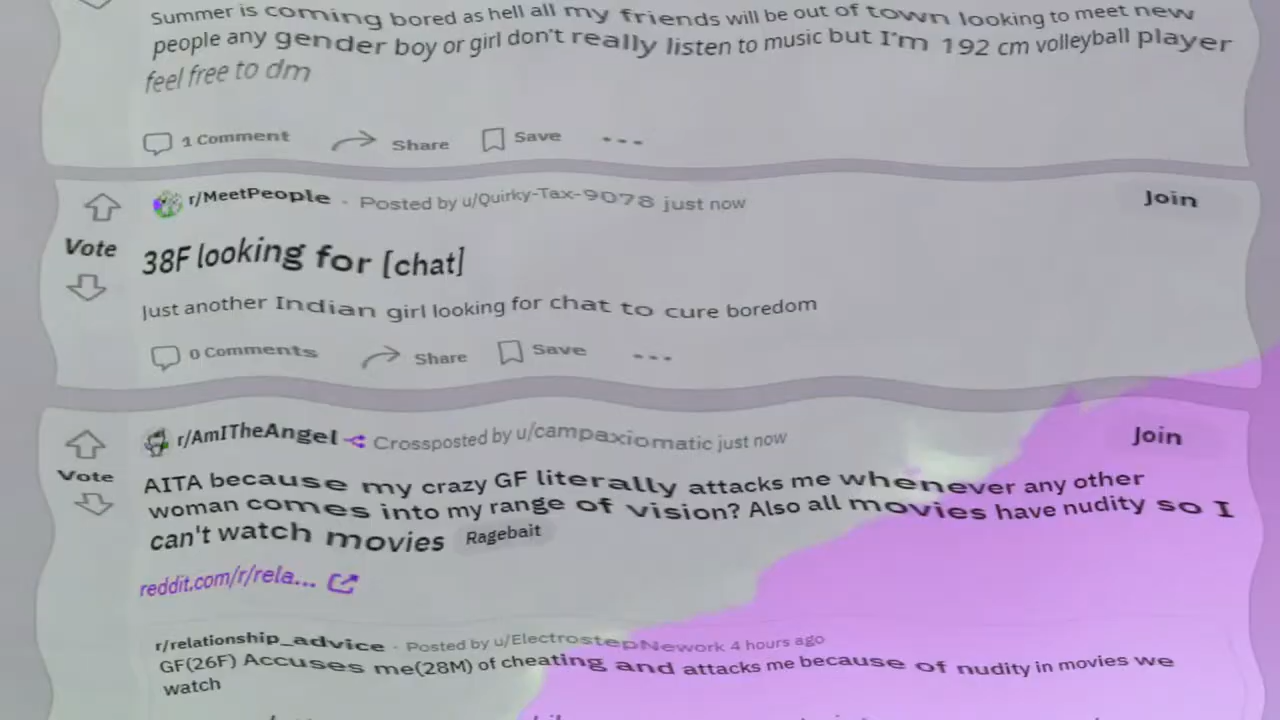 Summer is coming bored as hell all my friends will be out of town looking to meet new
people any gender boy or girl don't really listen to music but I'm 192 cm volleyball player
feel free to dm
1 Comment Share Save
r/MeetPeople · Posted by u/Quirky-Tax-9078 just now Join
Vote
38F looking for [chat]
Just another Indian girl looking for chat to cure boredom
0 Comments Share Save
r/AmITheAngel Crossposted by u/campaxiomatic just now Join
Vote
AITA because my crazy GF literally attacks me whenever any other
woman comes into my range of vision? Also all movies have nudity so I
can't watch movies Ragebait
reddit.com/r/rela...
r/relationship_advice · Posted by u/ElectrostepNework 4 hours ago
GF(26F) Accuses me(28M) of cheating and attacks me because of nudity in movies we
watch